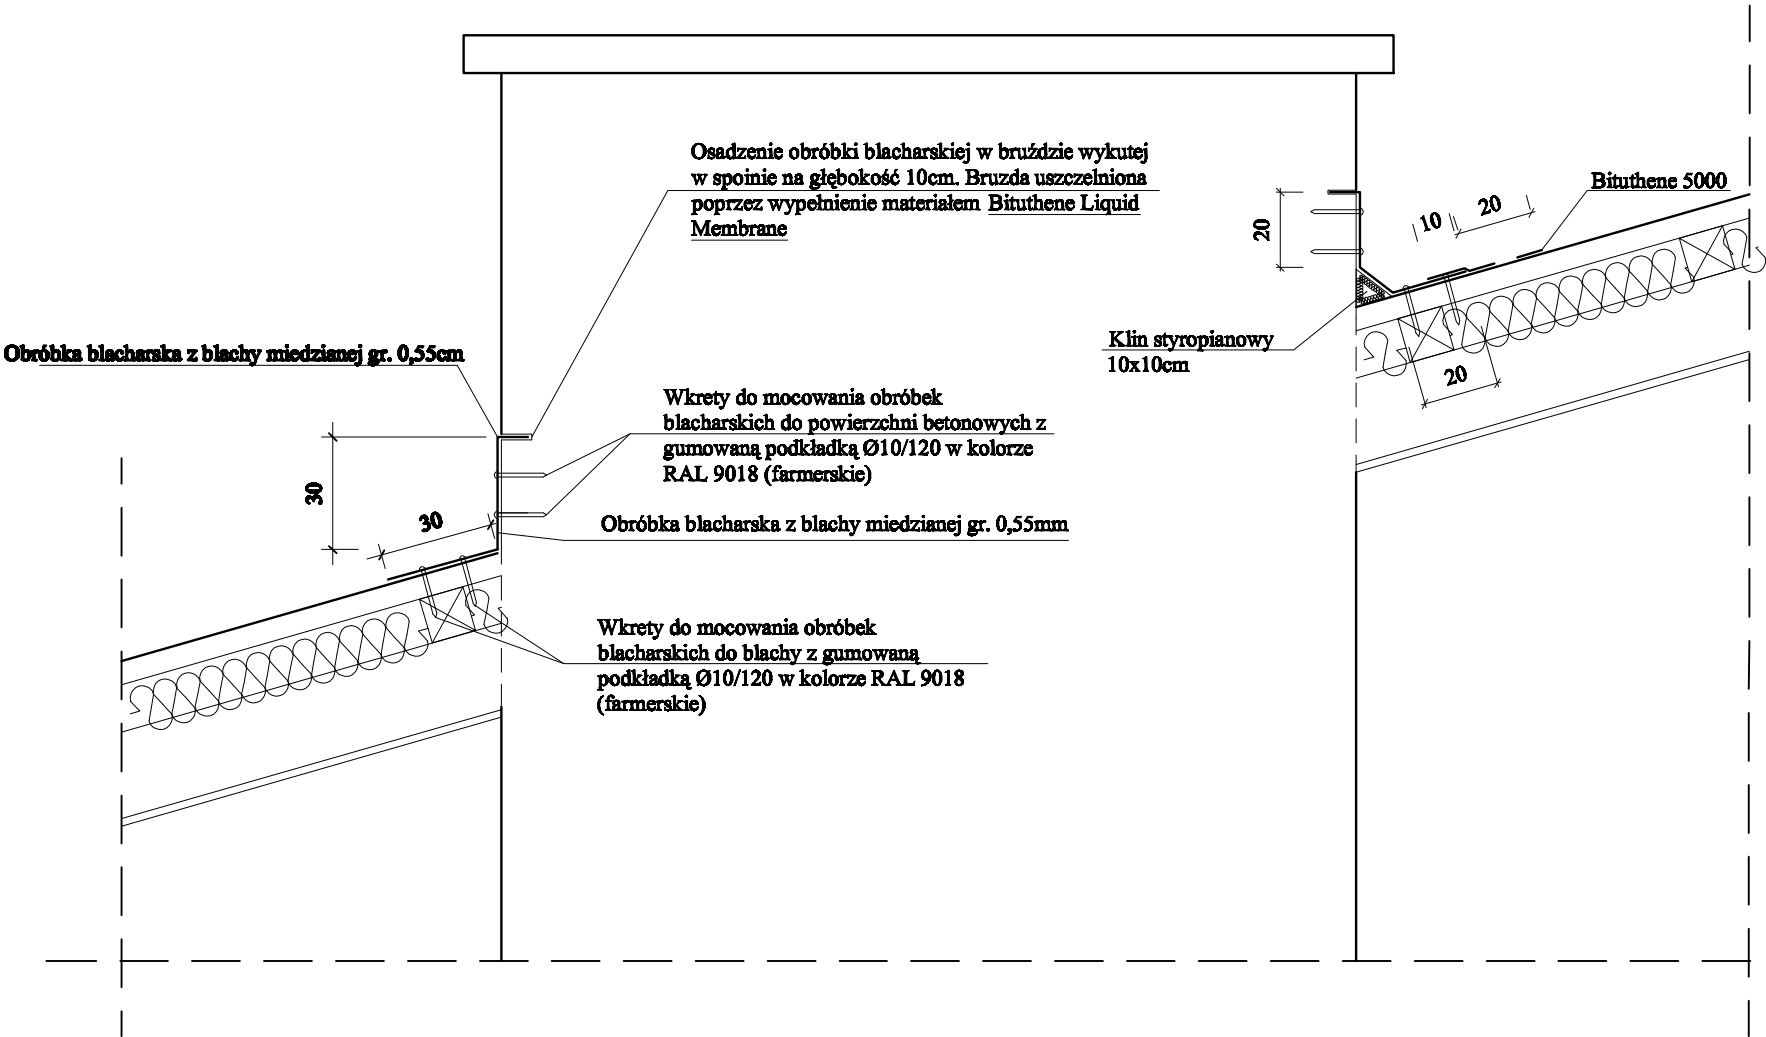 Osadzenie obróbki blacharskiej w bruździe wykutej
w spoinie na głębokość 10cm. Bruzda uszczelniona
poprzez wypełnienie materiałem Bituthene Liquid
Membrane
Bituthene 5000
10
20
20
Klin styropianowy
10x10cm
20
Obróbka blacharska z blachy miedzianej gr. 0,55cm
Wkręty do mocowania obróbek
blacharskich do powierzchni betonowych z
gumowaną podkładką Ø10/120 w kolorze
RAL 9018 (farmerskie)
30
30
Obróbka blacharska z blachy miedzianej gr. 0,55mm
Wkręty do mocowania obróbek
blacharskich do blachy z gumowaną
podkładką Ø10/120 w kolorze RAL 9018
(farmerskie)